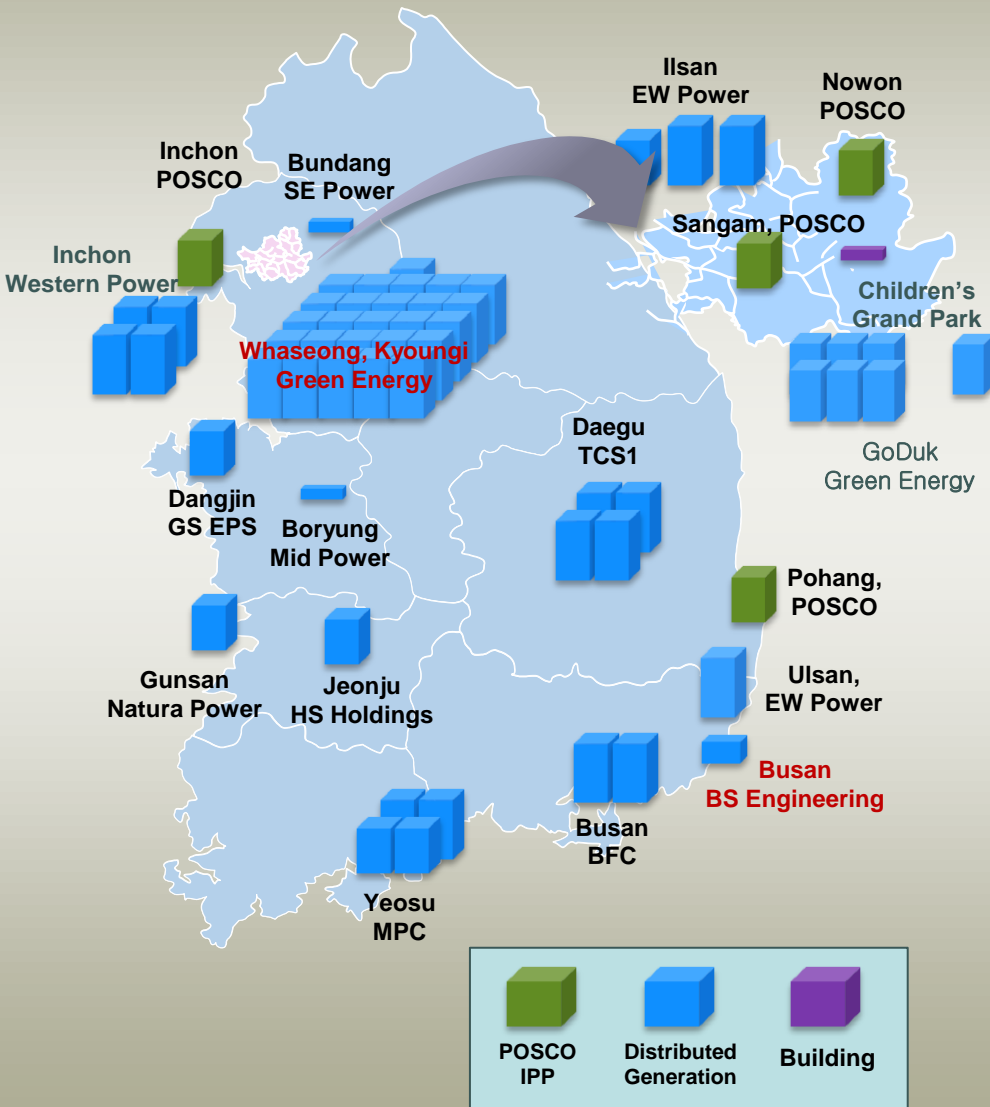 Ilsan
EW Power
Nowon
POSCO
Inchon
POSCO
Bundang
SE Power
Sangam, POSCO
Inchon
Western Power
Children's
Grand Park
Whaseong, Kyoungi
Green Energy
GoDuk
Green Energy
Daegu
TCS1
Dangjin
GS EPS
Boryung
Mid Power
Pohang,
POSCO
Gunsan
Natura Power
Jeonju
HS Holdings
Ulsan,
EW Power
Busan
BS Engineering
Busan
BFC
Yeosu
MPC
POSCO
IPP
Distributed
Generation
Building